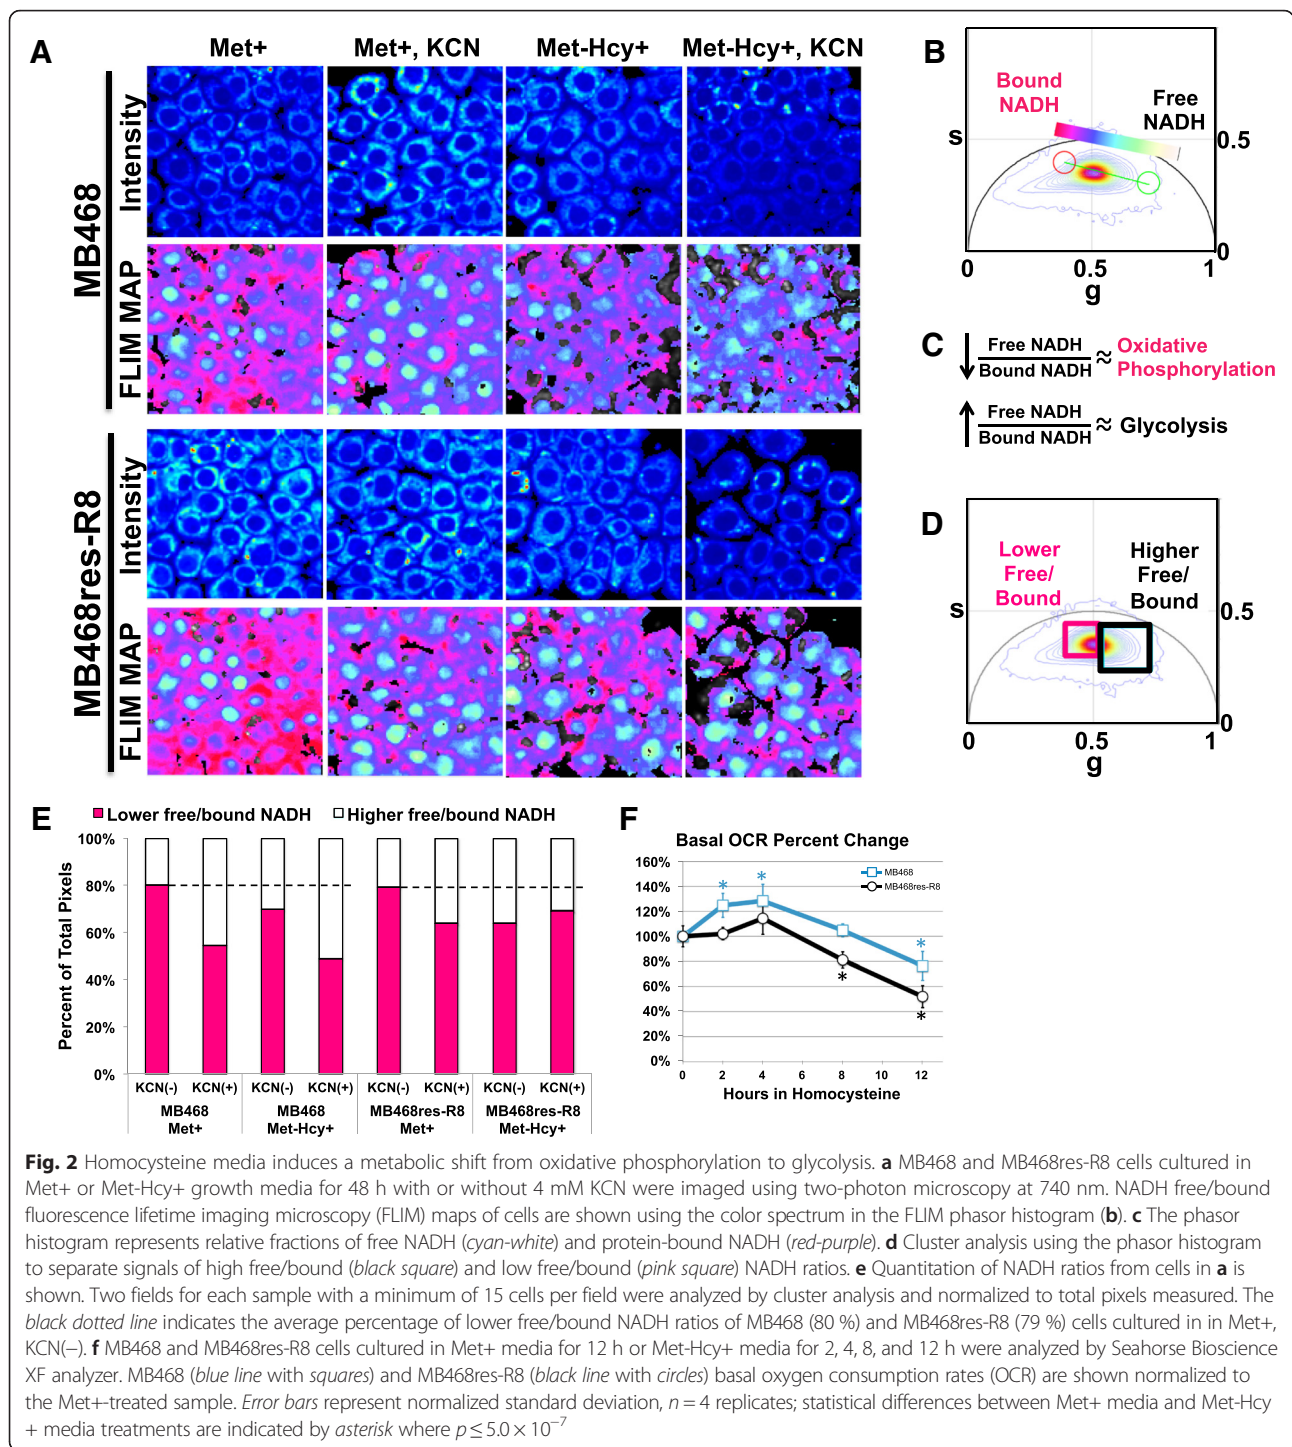 A
Met+
Met+, KCN
Met-Hcy+
Met-Hcy+, KCN
MB468
Intensity
FLIM MAP
MB468res-R8
Intensity
FLIM MAP
B
Bound
NADH
Free
NADH
s
0.5
0
0
0.5
1
g
C
Free NADH
Bound NADH
≈ Oxidative
Phosphorylation
Free NADH
Bound NADH
≈ Glycolysis
D
Lower
Free/
Bound
Higher
Free/
Bound
s
0.5
0
0
0.5
1
g
E
Lower free/bound NADH
Higher free/bound NADH
Percent of Total Pixels
100%
80%
60%
40%
20%
0%
KCN(-) KCN(+) KCN(-) KCN(+) KCN(-) KCN(+) KCN(-) KCN(+)
MB468 MB468 MB468res-R8 MB468res-R8
Met+ Met-Hcy+ Met+ Met-Hcy+
F
Basal OCR Percent Change
160%
140%
120%
100%
80%
60%
40%
20%
0%
MB468
MB468res-R8
* * * * *
0 2 4 6 8 10 12
Hours in Homocysteine
Fig. 2 Homocysteine media induces a metabolic shift from oxidative phosphorylation to glycolysis. a MB468 and MB468res-R8 cells cultured in
Met+ or Met-Hcy+ growth media for 48 h with or without 4 mM KCN were imaged using two-photon microscopy at 740 nm. NADH free/bound
fluorescence lifetime imaging microscopy (FLIM) maps of cells are shown using the color spectrum in the FLIM phasor histogram (b). c The phasor
histogram represents relative fractions of free NADH (cyan-white) and protein-bound NADH (red-purple). d Cluster analysis using the phasor histogram
to separate signals of high free/bound (black square) and low free/bound (pink square) NADH ratios. e Quantitation of NADH ratios from cells in a is
shown. Two fields for each sample with a minimum of 15 cells per field were analyzed by cluster analysis and normalized to total pixels measured. The
black dotted line indicates the average percentage of lower free/bound NADH ratios of MB468 (80 %) and MB468res-R8 (79 %) cells cultured in in Met+,
KCN(−). f MB468 and MB468res-R8 cells cultured in Met+ media for 12 h or Met-Hcy+ media for 2, 4, 8, and 12 h were analyzed by Seahorse Bioscience
XF analyzer. MB468 (blue line with squares) and MB468res-R8 (black line with circles) basal oxygen consumption rates (OCR) are shown normalized to
the Met+-treated sample. Error bars represent normalized standard deviation, n = 4 replicates; statistical differences between Met+ media and Met-Hcy
+ media treatments are indicated by asterisk where p ≤ 5.0 × 10⁻⁷